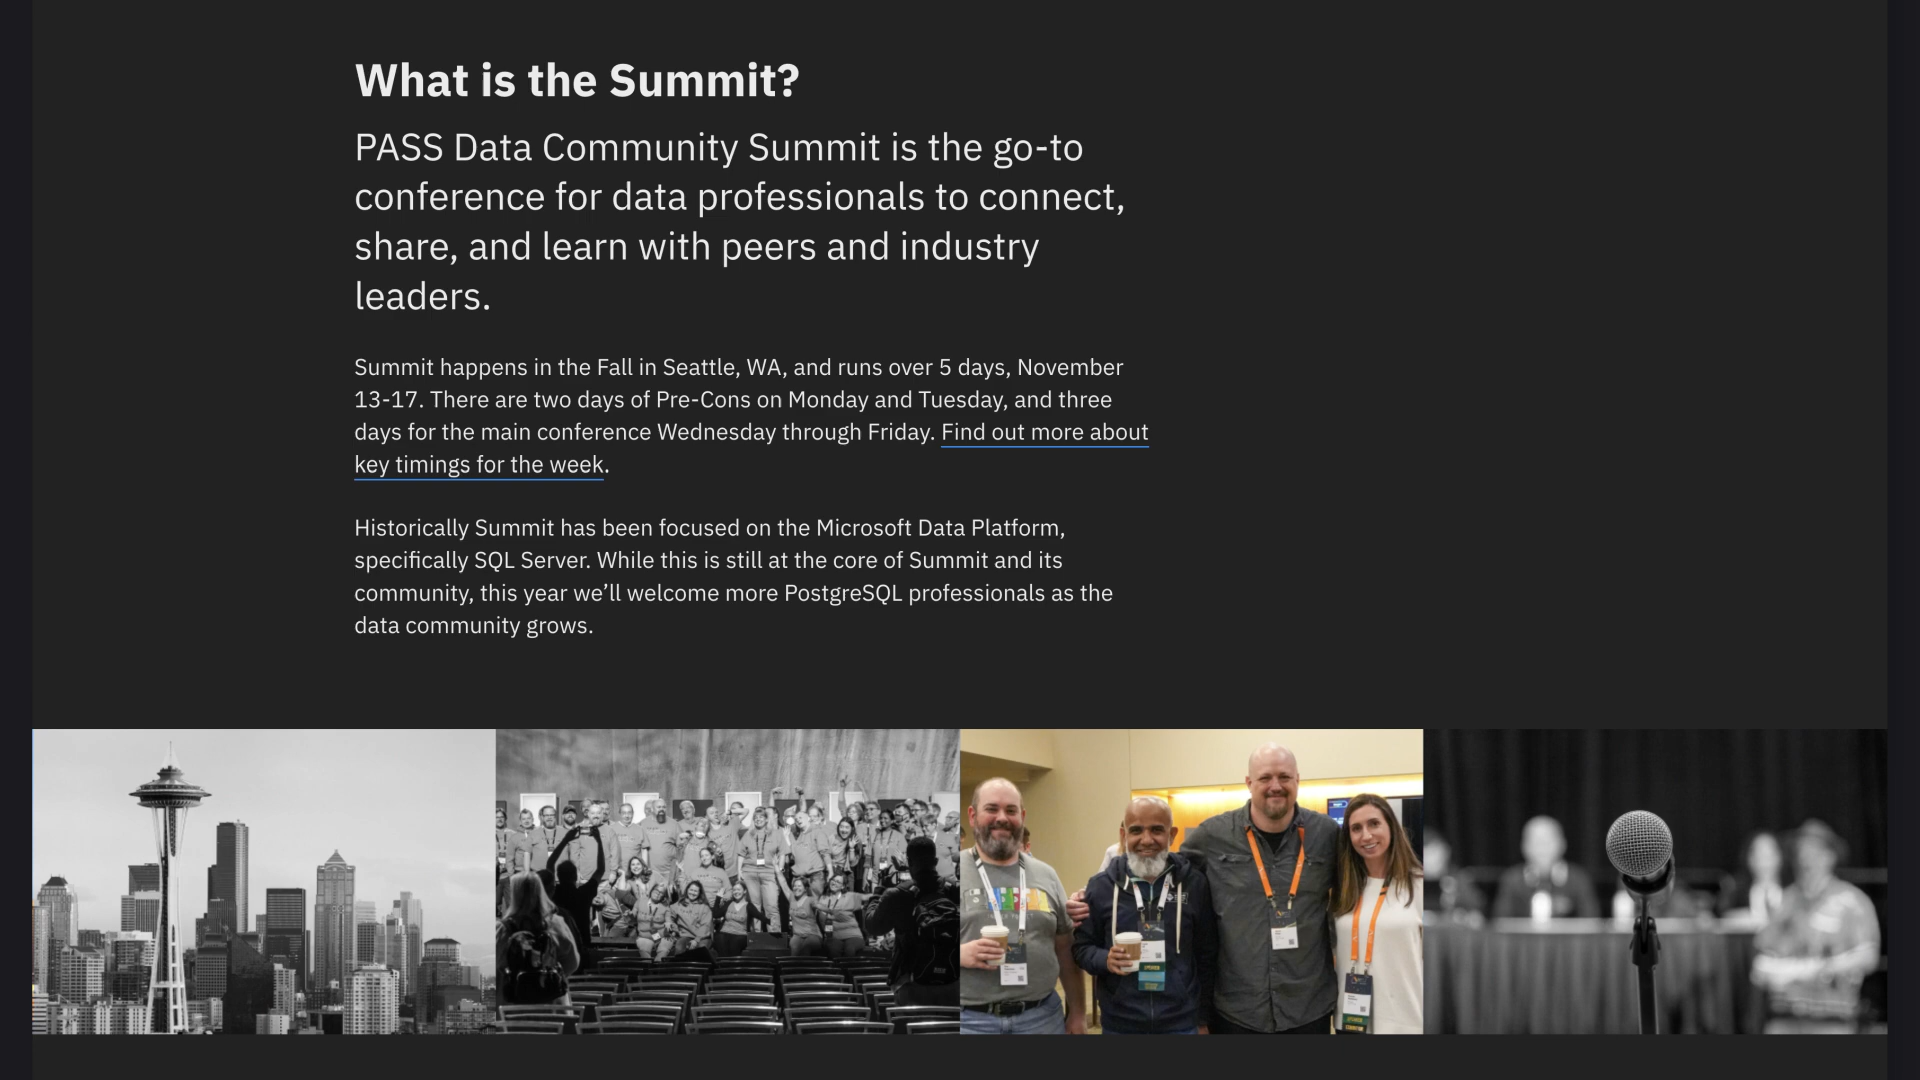 What is the Summit?
PASS Data Community Summit is the go-to
conference for data professionals to connect,
share, and learn with peers and industry
leaders.
Summit happens in the Fall in Seattle, WA, and runs over 5 days, November
13-17. There are two days of Pre-Cons on Monday and Tuesday, and three
days for the main conference Wednesday through Friday. Find out more about
key timings for the week.
Historically Summit has been focused on the Microsoft Data Platform,
specifically SQL Server. While this is still at the core of Summit and its
community, this year we’ll welcome more PostgreSQL professionals as the
data community grows.